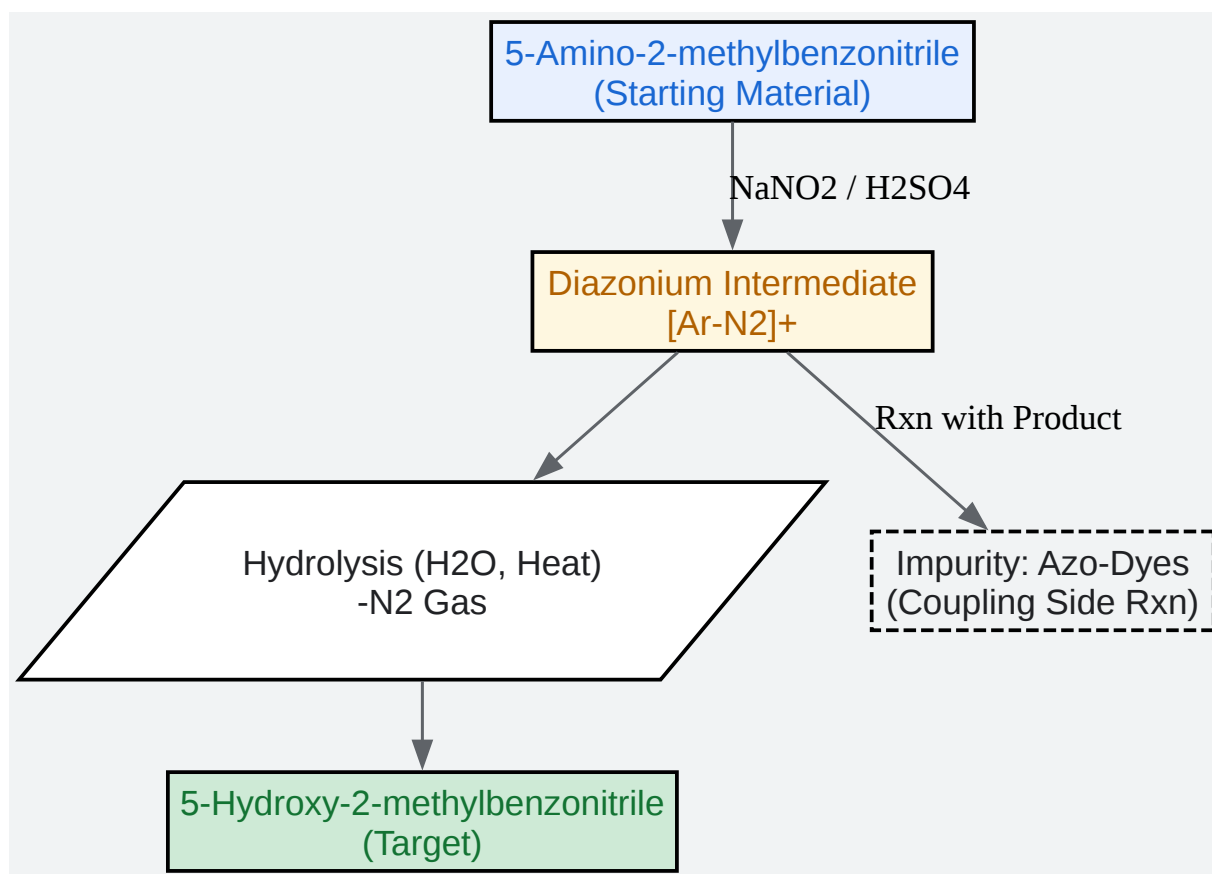 5-Amino-2-methylbenzonitrile
(Starting Material)
NaNO2 / H2SO4
Diazonium Intermediate
[Ar-N2]+
Rxn with Product
Hydrolysis (H2O, Heat)
-N2 Gas
Impurity: Azo-Dyes
(Coupling Side Rxn)
5-Hydroxy-2-methylbenzonitrile
(Target)